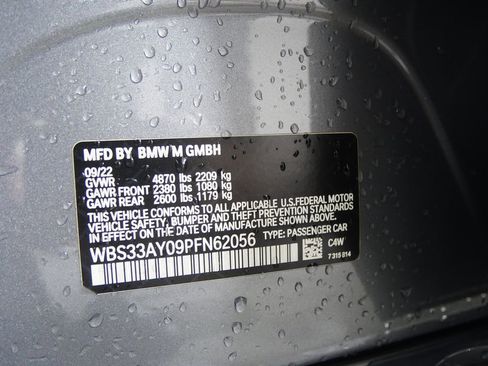 MFD BY BMW M GMBH
09/22
GVWR 4870 lbs 2209 kg
GAWR FRONT 2380 lbs 1080 kg
GAWR REAR 2600 lbs 1179 kg
THIS VEHICLE CONFORMS TO ALL APPLICABLE U.S.FEDERAL MOTOR
VEHICLE SAFETY, BUMPER AND THEFT PREVENTION STANDARDS
IN EFFECT ON THE DATE OF MANUFACTURE SHOWN ABOVE.
WBS33AY09PFN62056 TYPE: PASSENGER CAR
C4W
7 315 814